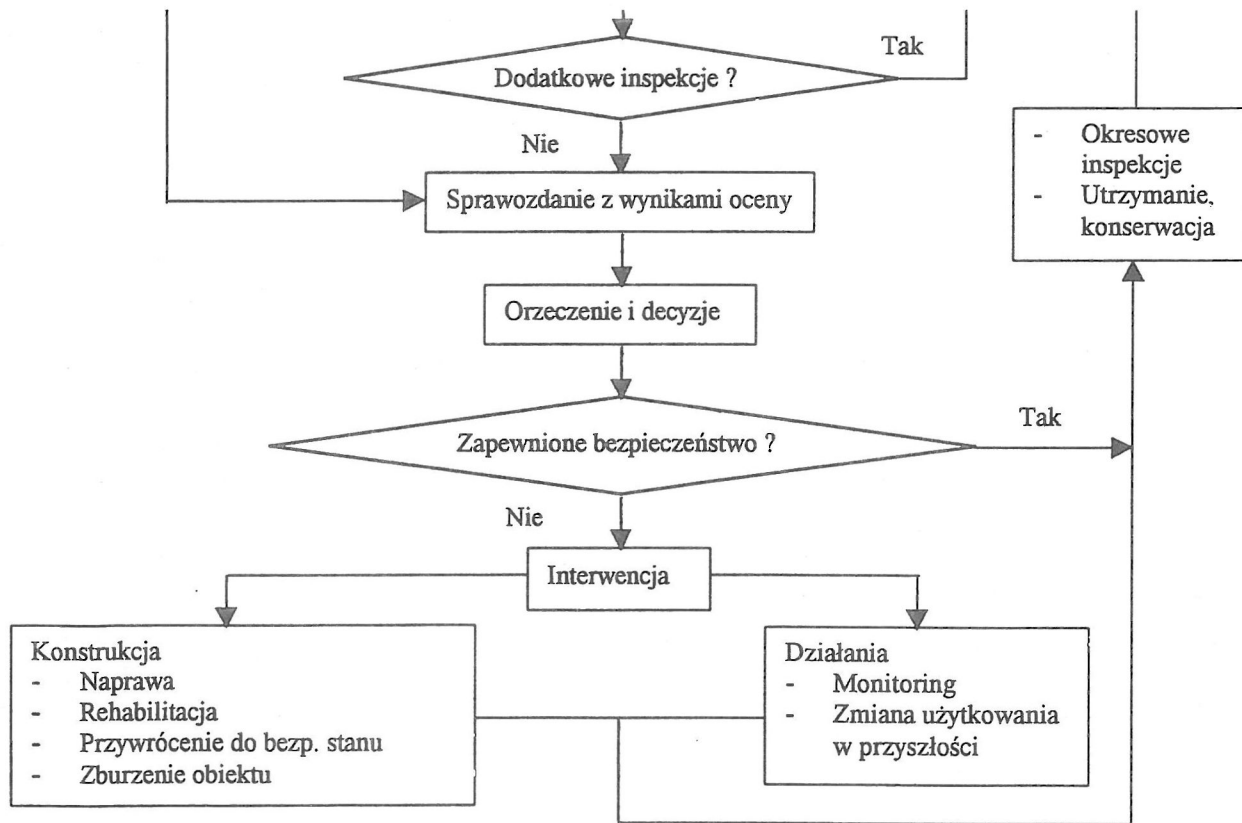 Tak
Dodatkowe inspekcje ?
Nie
- Okresowe
inspekcje
- Utrzymanie,
konserwacja
Sprawozdanie z wynikami oceny
Orzeczenie i decyzje
Tak
Zapewnione bezpieczeństwo ?
Nie
Interwencja
Konstrukcja
- Naprawa
- Rehabilitacja
- Przywrócenie do bezp. stanu
- Zburzenie obiektu
Działania
- Monitoring
- Zmiana użytkowania
w przyszłości